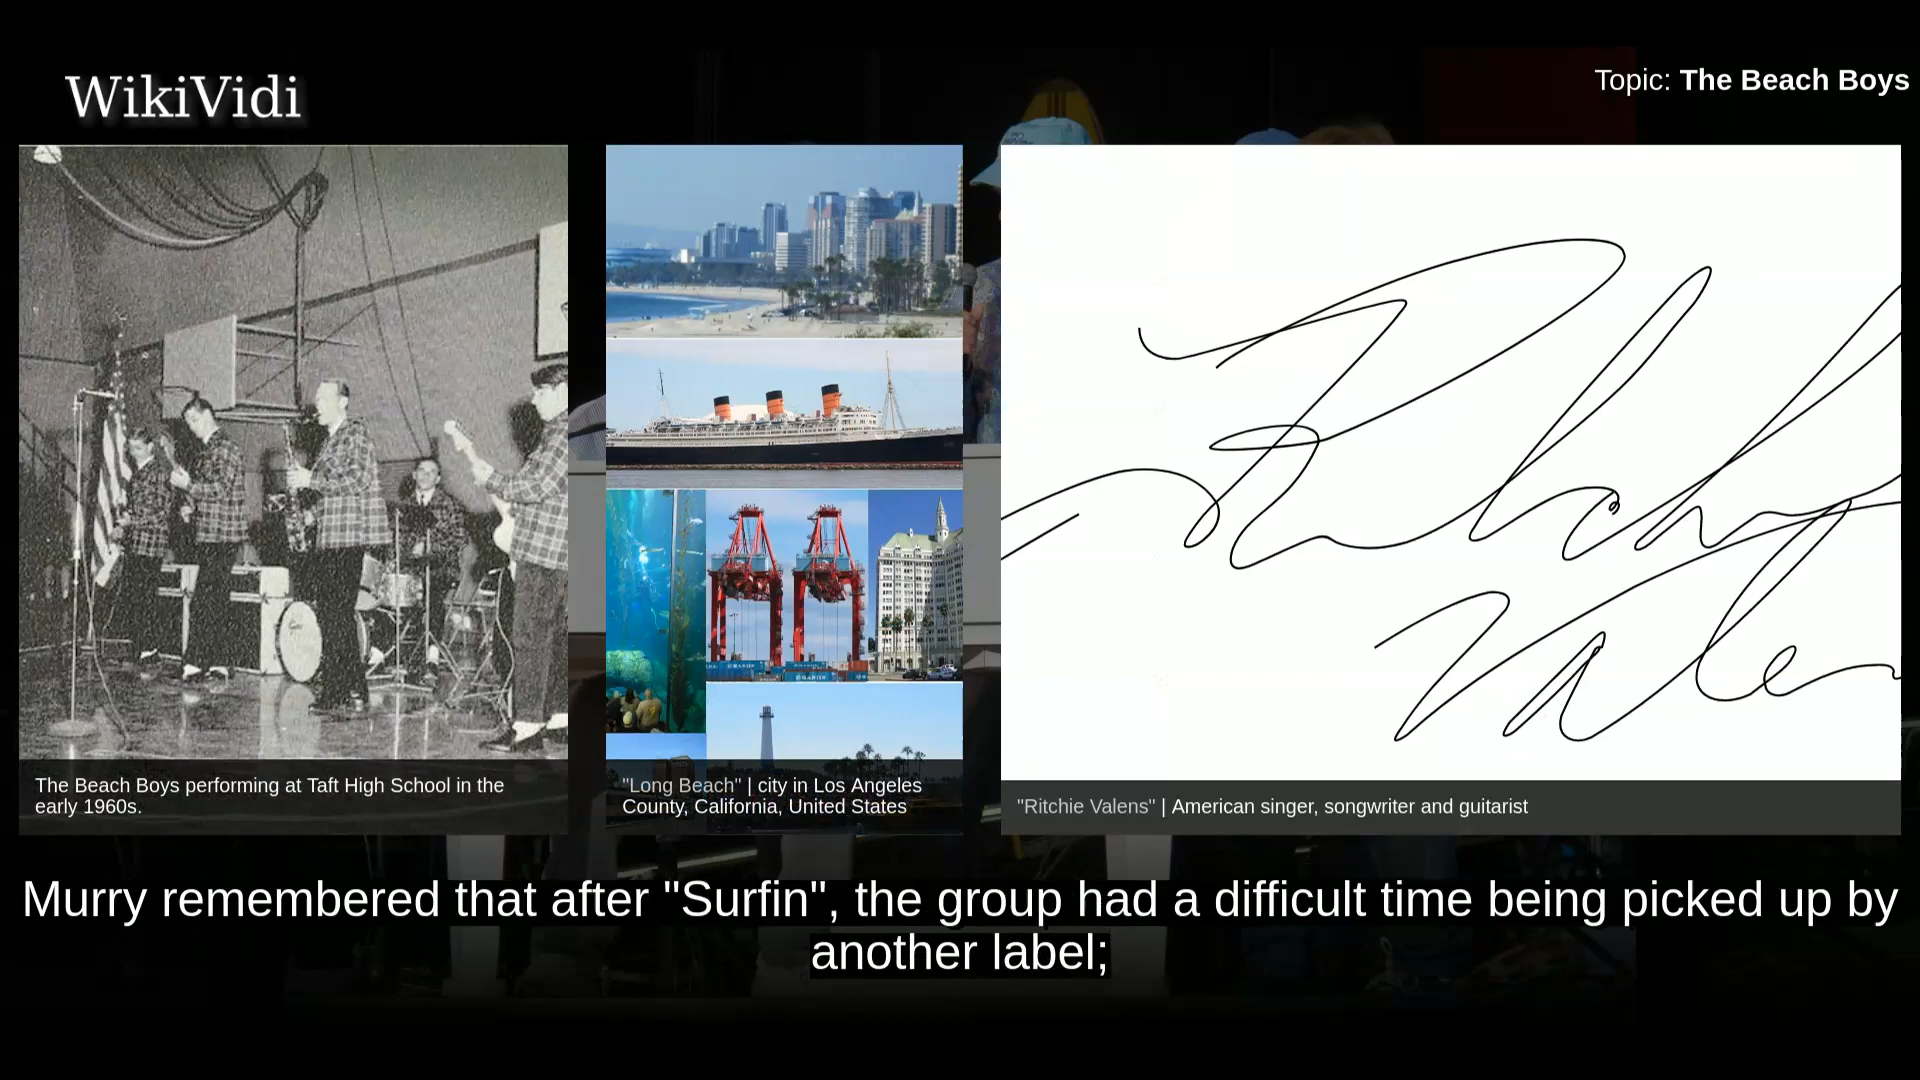 WikiVidi
Topic: The Beach Boys
The Beach Boys performing at Taft High School in the
early 1960s.
"Long Beach" | city in Los Angeles
County, California, United States
Ritchie
Valen
"Ritchie Valens" | American singer, songwriter and guitarist
Murry remembered that after "Surfin", the group had a difficult time being picked up by
another label;